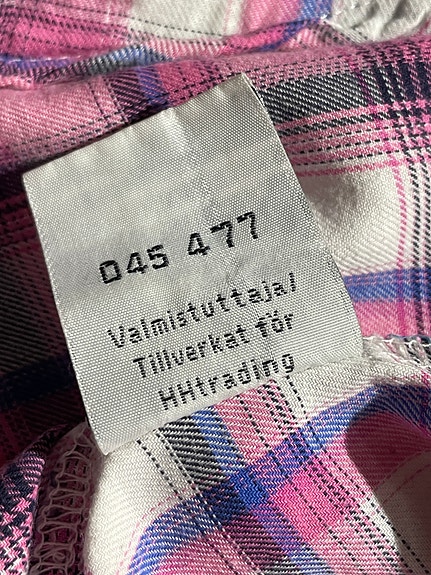 045 477
Valmistuttaja/
Tillverkat för
HHtrading